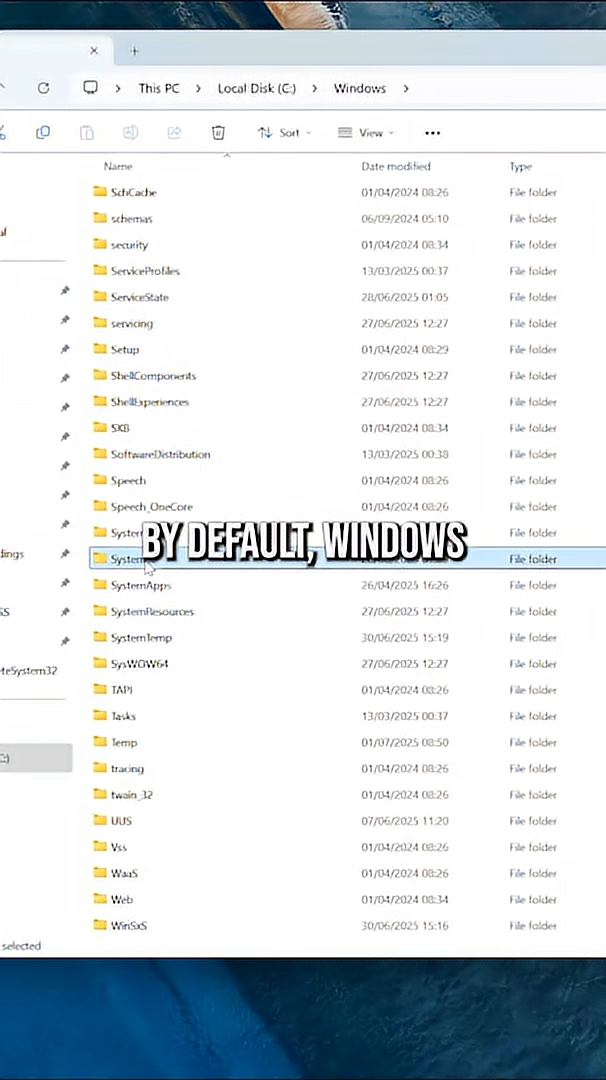 This PC > Local Disk (C:) > Windows >
Sort View
Name Date modified Type
SchCache 01/04/2024 08:26 File folder
schemas 06/09/2024 05:10 File folder
al
security 01/04/2024 08:34 File folder
ServiceProfiles 13/03/2025 00:37 File folder
ServiceState 28/06/2025 01:05 File folder
servicing 27/06/2025 12:27 File folder
Setup 01/04/2024 08:29 File folder
ShellComponents 27/06/2025 12:27 File folder
ShellExperiences 27/06/2025 12:27 File folder
SKB 01/04/2024 08:34 File folder
SoftwareDistribution 13/03/2025 00:38 File folder
Speech 01/04/2024 08:26 File folder
Speech_OneCore 01/04/2024 08:26 File folder
System File folder
BY DEFAULT, WINDOWS
dings
System File folder
SystemApps 26/04/2025 16:26 File folder
SystemResources 27/06/2025 12:27 File folder
SystemTemp 30/06/2025 15:19 File folder
SysWOW64 27/06/2025 12:27 File folder
teSystem32
TAPI 01/04/2024 08:26 File folder
Tasks 13/03/2025 00:37 File folder
Temp 01/07/2025 08:50 File folder
C:)
tracing 01/04/2024 08:26 File folder
twain_32 01/04/2024 08:26 File folder
UUS 07/06/2025 11:20 File folder
Vss 01/04/2024 08:26 File folder
WaaS 01/04/2024 08:26 File folder
Web 01/04/2024 08:34 File folder
WinSxS 30/06/2025 15:16 File folder
selected